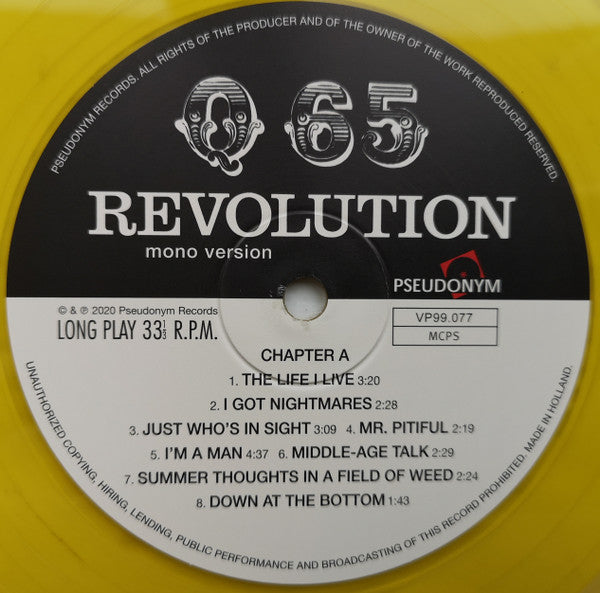 PSEUDONYM RECORDS. ALL RIGHTS OF THE PRODUCER AND OF THE OWNER OF THE WORK REPRODUCED RESERVED.
Q 65
REVOLUTION
mono version
PSEUDONYM
© & ℗ 2020 Pseudonym Records
LONG PLAY 33⅓ R.P.M.
VP99.077
MCPS
CHAPTER A
1. THE LIFE I LIVE 3:20
2. I GOT NIGHTMARES 2:28
3. JUST WHO'S IN SIGHT 3:09 4. MR. PITIFUL 2:19
5. I'M A MAN 4:37 6. MIDDLE-AGE TALK 2:29
7. SUMMER THOUGHTS IN A FIELD OF WEED 2:24
8. DOWN AT THE BOTTOM 1:43
UNAUTHORIZED COPYING, HIRING, LENDING, PUBLIC PERFORMANCE AND BROADCASTING OF THIS RECORD PROHIBITED. MADE IN HOLLAND.